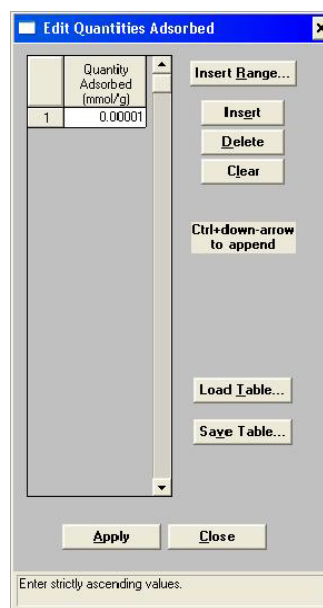 Edit Quantities Adsorbed
Quantity
Adsorbed
(mmol/g)
1 0.00001
Insert Range...
Insert
Delete
Clear
Ctrl+down-arrow
to append
Load Table...
Save Table...
Apply Close
Enter strictly ascending values.